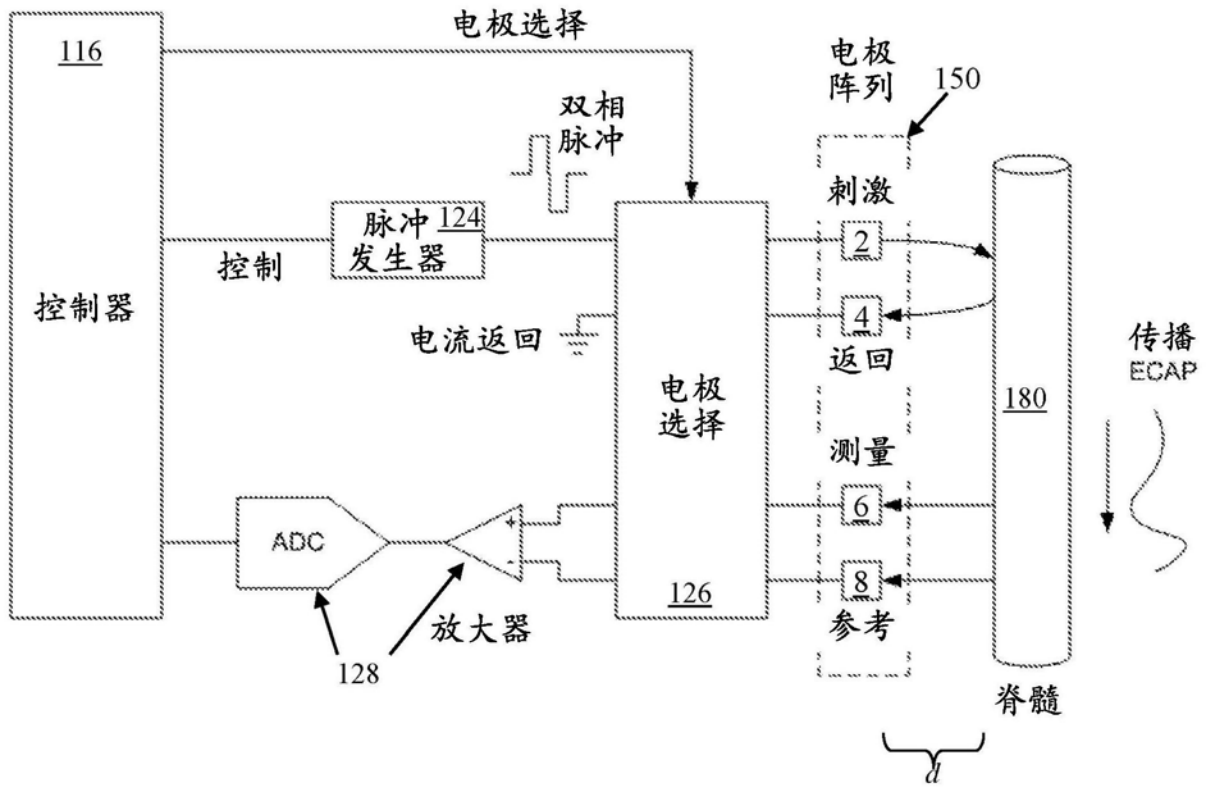 116
控制器
电极选择
双相
脉冲
脉冲
124
发生器
控制
电流返回
ADC
+
-
放大器
128
电极
选择
126
电极
阵列
150
刺激
2
4
返回
测量
6
8
参考
180
脊髓
传播
ECAP
d